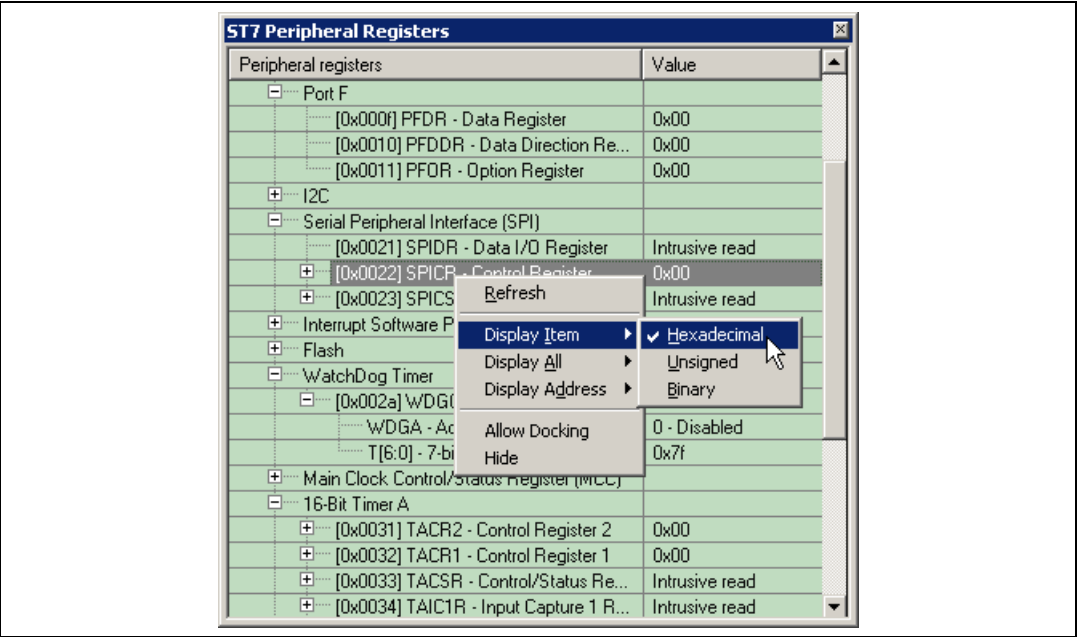 ST7 Peripheral Registers
Peripheral registers Value
Port F
[0x000f] PFDR - Data Register 0x00
[0x0010] PFDDR - Data Direction Re... 0x00
[0x0011] PFOR - Option Register 0x00
I2C
Serial Peripheral Interface (SPI)
[0x0021] SPIDR - Data I/O Register Intrusive read
[0x0022] SPICR - Control Register 0x00
Refresh
[0x0023] SPICS Intrusive read
Interrupt Software P
Display Item Hexadecimal
Flash
Display All Unsigned
WatchDog Timer
Display Address Binary
[0x002a] WDG
WDGA - Ac 0 - Disabled
Allow Docking
T[6:0] - 7-bi 0x7f
Hide
Main Clock Control/Status Register (MCC)
16-Bit Timer A
[0x0031] TACR2 - Control Register 2 0x00
[0x0032] TACR1 - Control Register 1 0x00
[0x0033] TACSR - Control/Status Re... Intrusive read
[0x0034] TAIC1R - Input Capture 1 R... Intrusive read